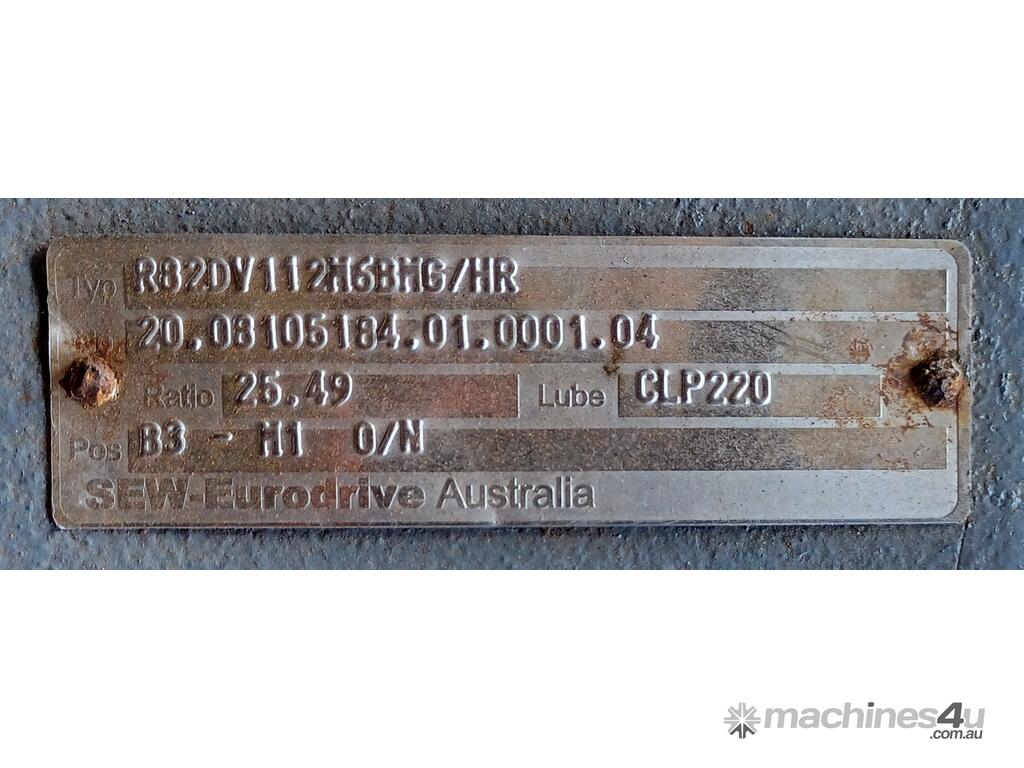 Typ R82DV112M6BMG/HR
20.08105184.01.0001.04
Ratio 25.49 Lube CLP220
Pos B3 - M1 O/N
SEW-Eurodrive Australia
machines4u
.com.au